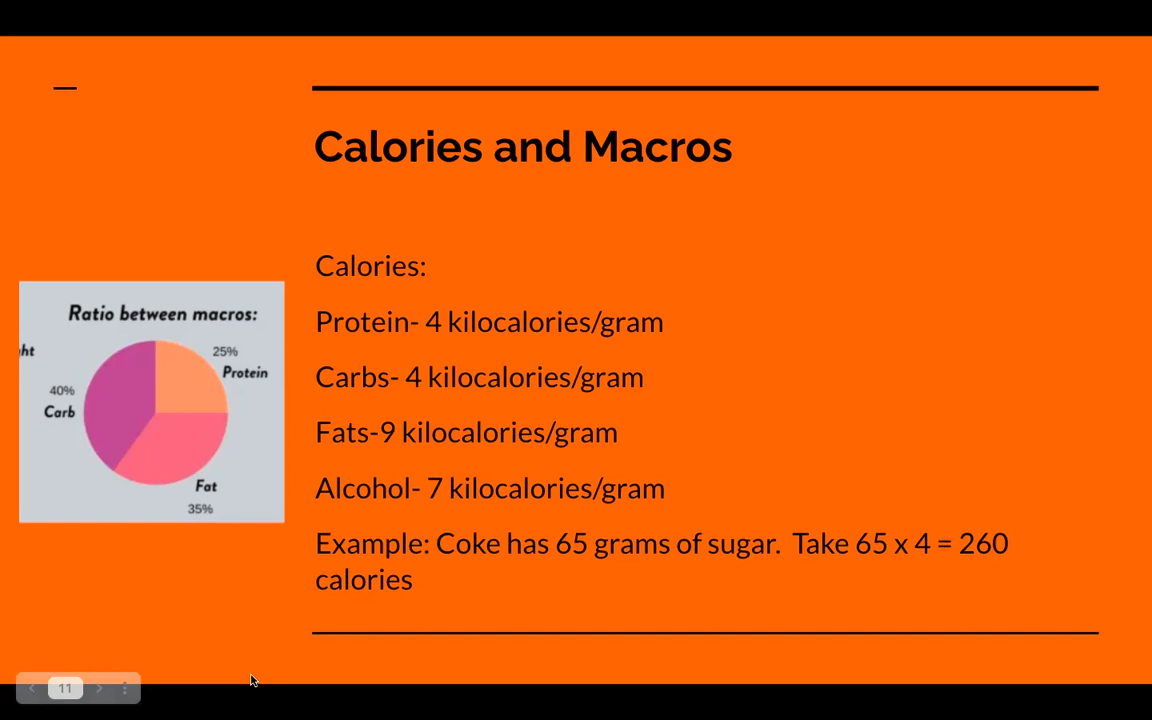 Calories and Macros
Calories:
Protein- 4 kilocalories/gram
Carbs- 4 kilocalories/gram
Fats-9 kilocalories/gram
Alcohol- 7 kilocalories/gram
Example: Coke has 65 grams of sugar.  Take 65 x 4 = 260
calories
Ratio between macros:
ht
25%
Protein
40%
Carb
Fat
35%
11